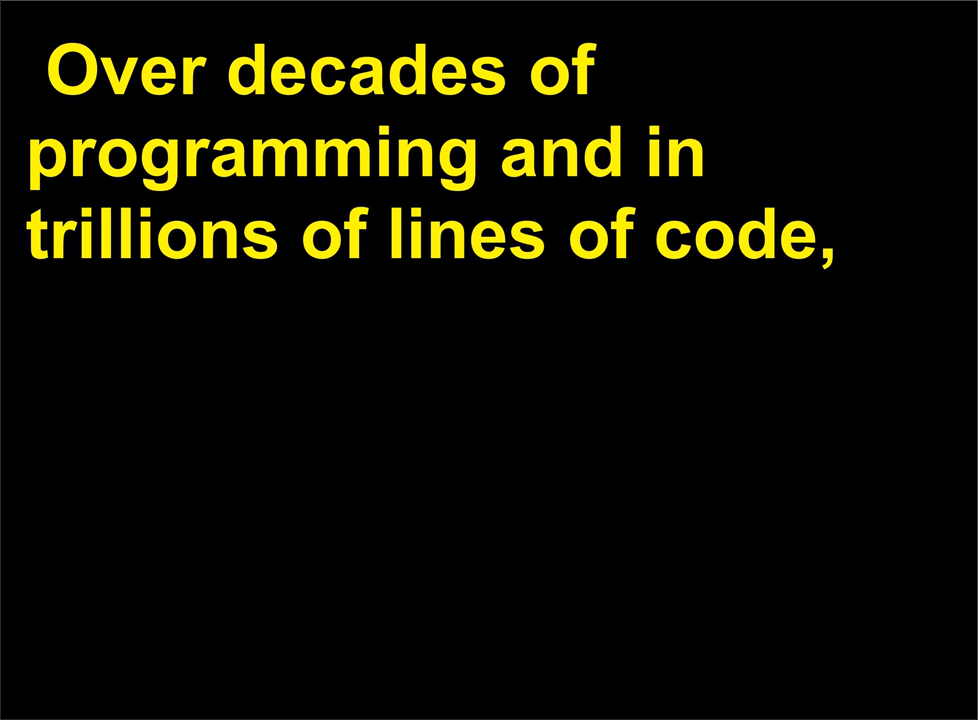 Over decades of
programming and in
trillions of lines of code,